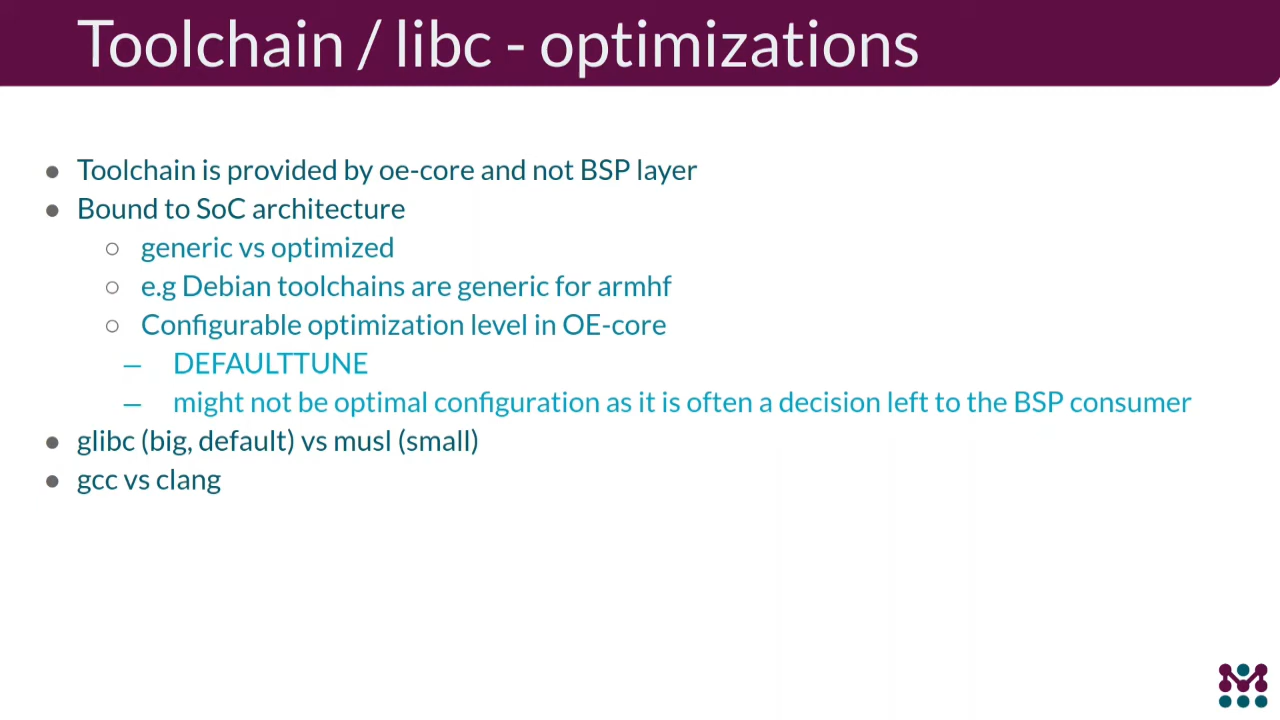 Toolchain / libc - optimizations
● Toolchain is provided by oe-core and not BSP layer
● Bound to SoC architecture
○ generic vs optimized
○ e.g Debian toolchains are generic for armhf
○ Configurable optimization level in OE-core
– DEFAULTTUNE
– might not be optimal configuration as it is often a decision left to the BSP consumer
● glibc (big, default) vs musl (small)
● gcc vs clang